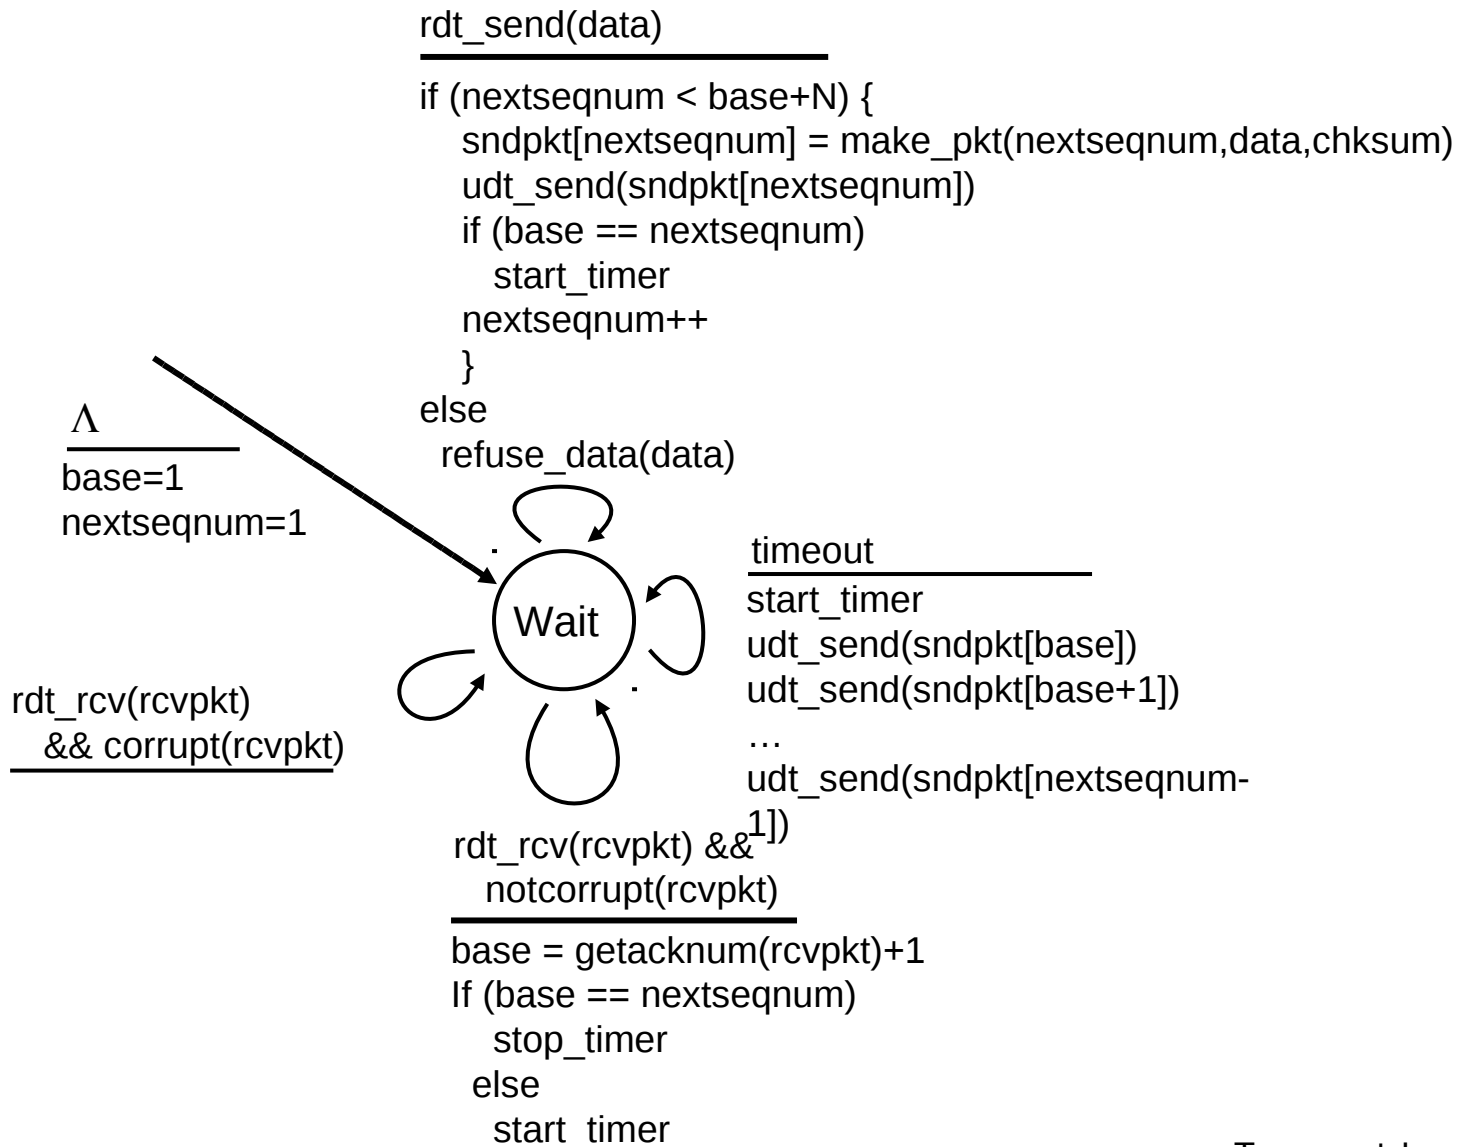 rdt_send(data)
if (nextseqnum < base+N) {
sndpkt[nextseqnum] = make_pkt(nextseqnum,data,chksum)
udt_send(sndpkt[nextseqnum])
if (base == nextseqnum)
start_timer
nextseqnum++
}
else
refuse_data(data)
Λ
base=1
nextseqnum=1
Wait
timeout
start_timer
udt_send(sndpkt[base])
udt_send(sndpkt[base+1])
…
udt_send(sndpkt[nextseqnum-
1])
rdt_rcv(rcvpkt)
&& corrupt(rcvpkt)
rdt_rcv(rcvpkt) &&
notcorrupt(rcvpkt)
base = getacknum(rcvpkt)+1
If (base == nextseqnum)
stop_timer
else
start_timer